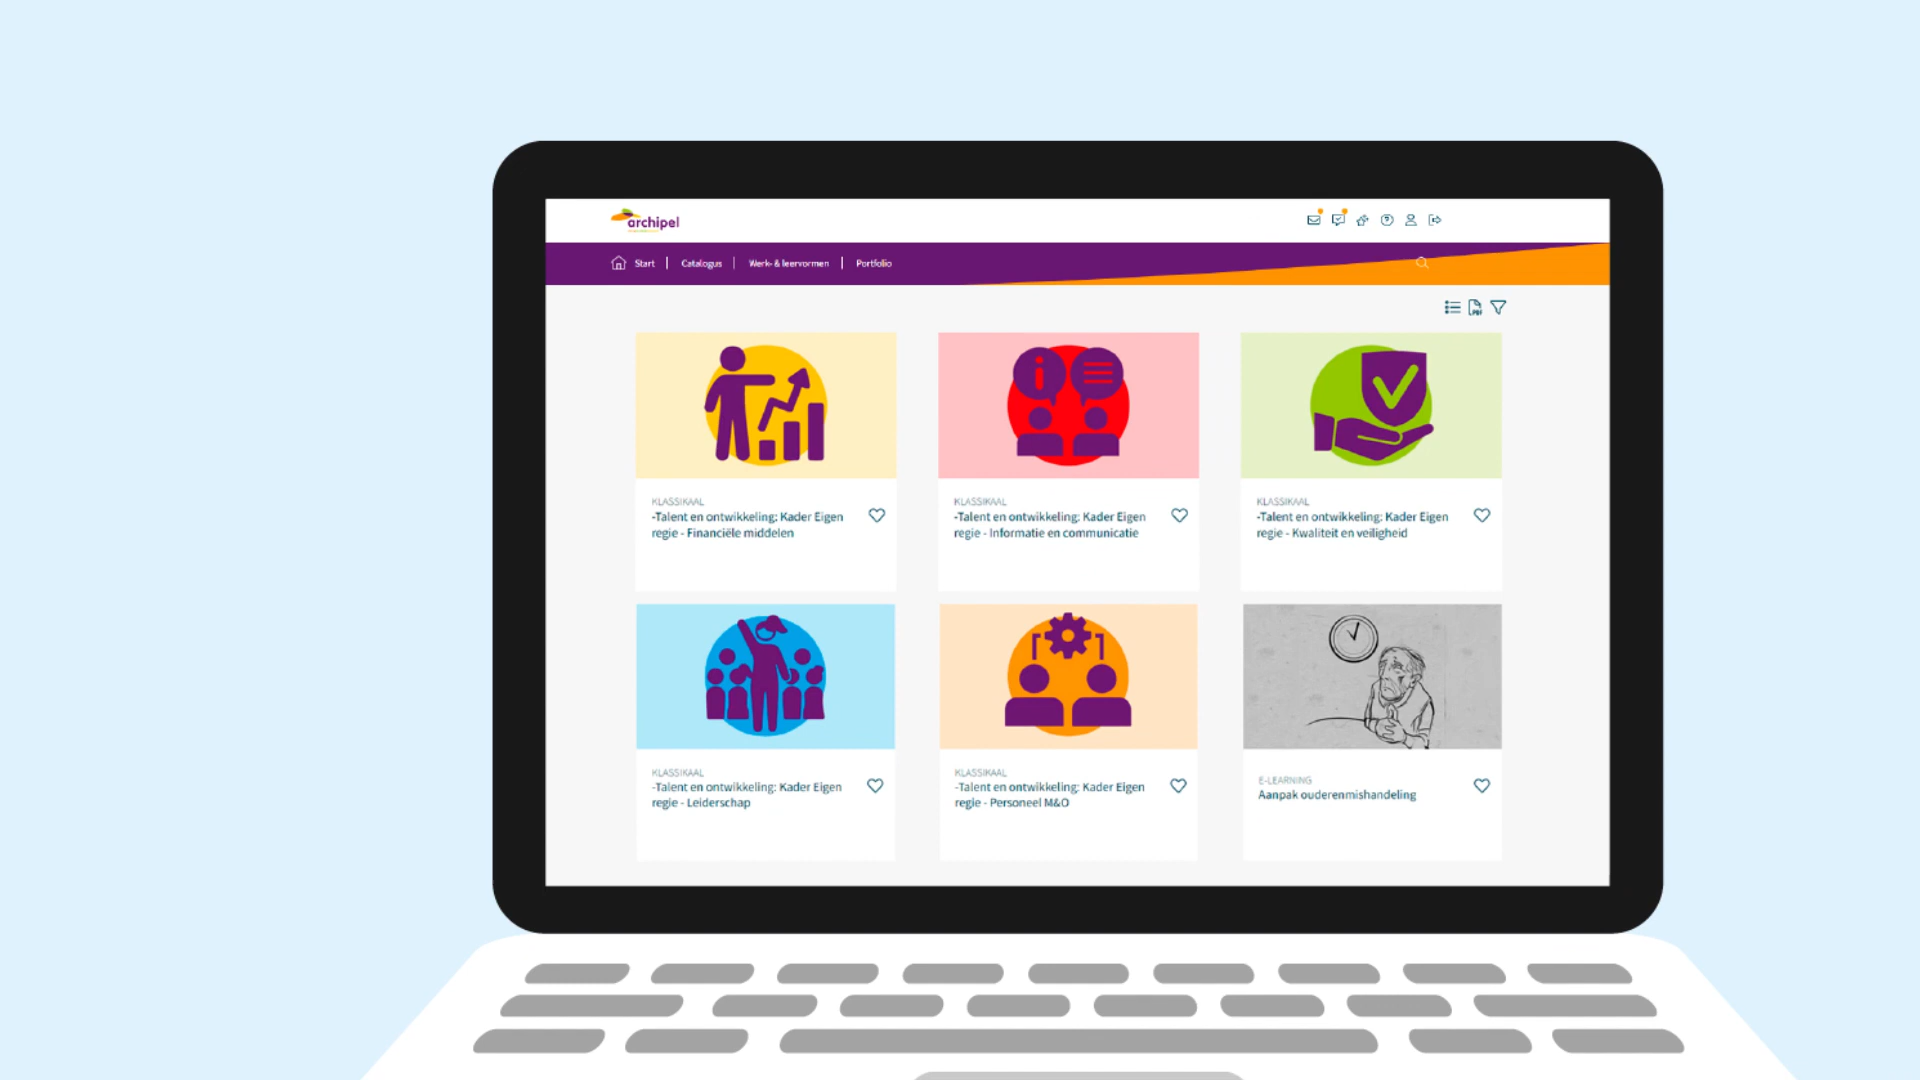 archipel
Start
Catalogus
Werk- & leervormen
Portfolio
KLASSIKAAL
-Talent en ontwikkeling: Kader Eigen
regie - Financiële middelen
KLASSIKAAL
-Talent en ontwikkeling: Kader Eigen
regie - Informatie en communicatie
KLASSIKAAL
-Talent en ontwikkeling: Kader Eigen
regie - Kwaliteit en veiligheid
KLASSIKAAL
-Talent en ontwikkeling: Kader Eigen
regie - Leiderschap
KLASSIKAAL
-Talent en ontwikkeling: Kader Eigen
regie - Personeel M&O
E-LEARNING
Aanpak ouderenmishandeling